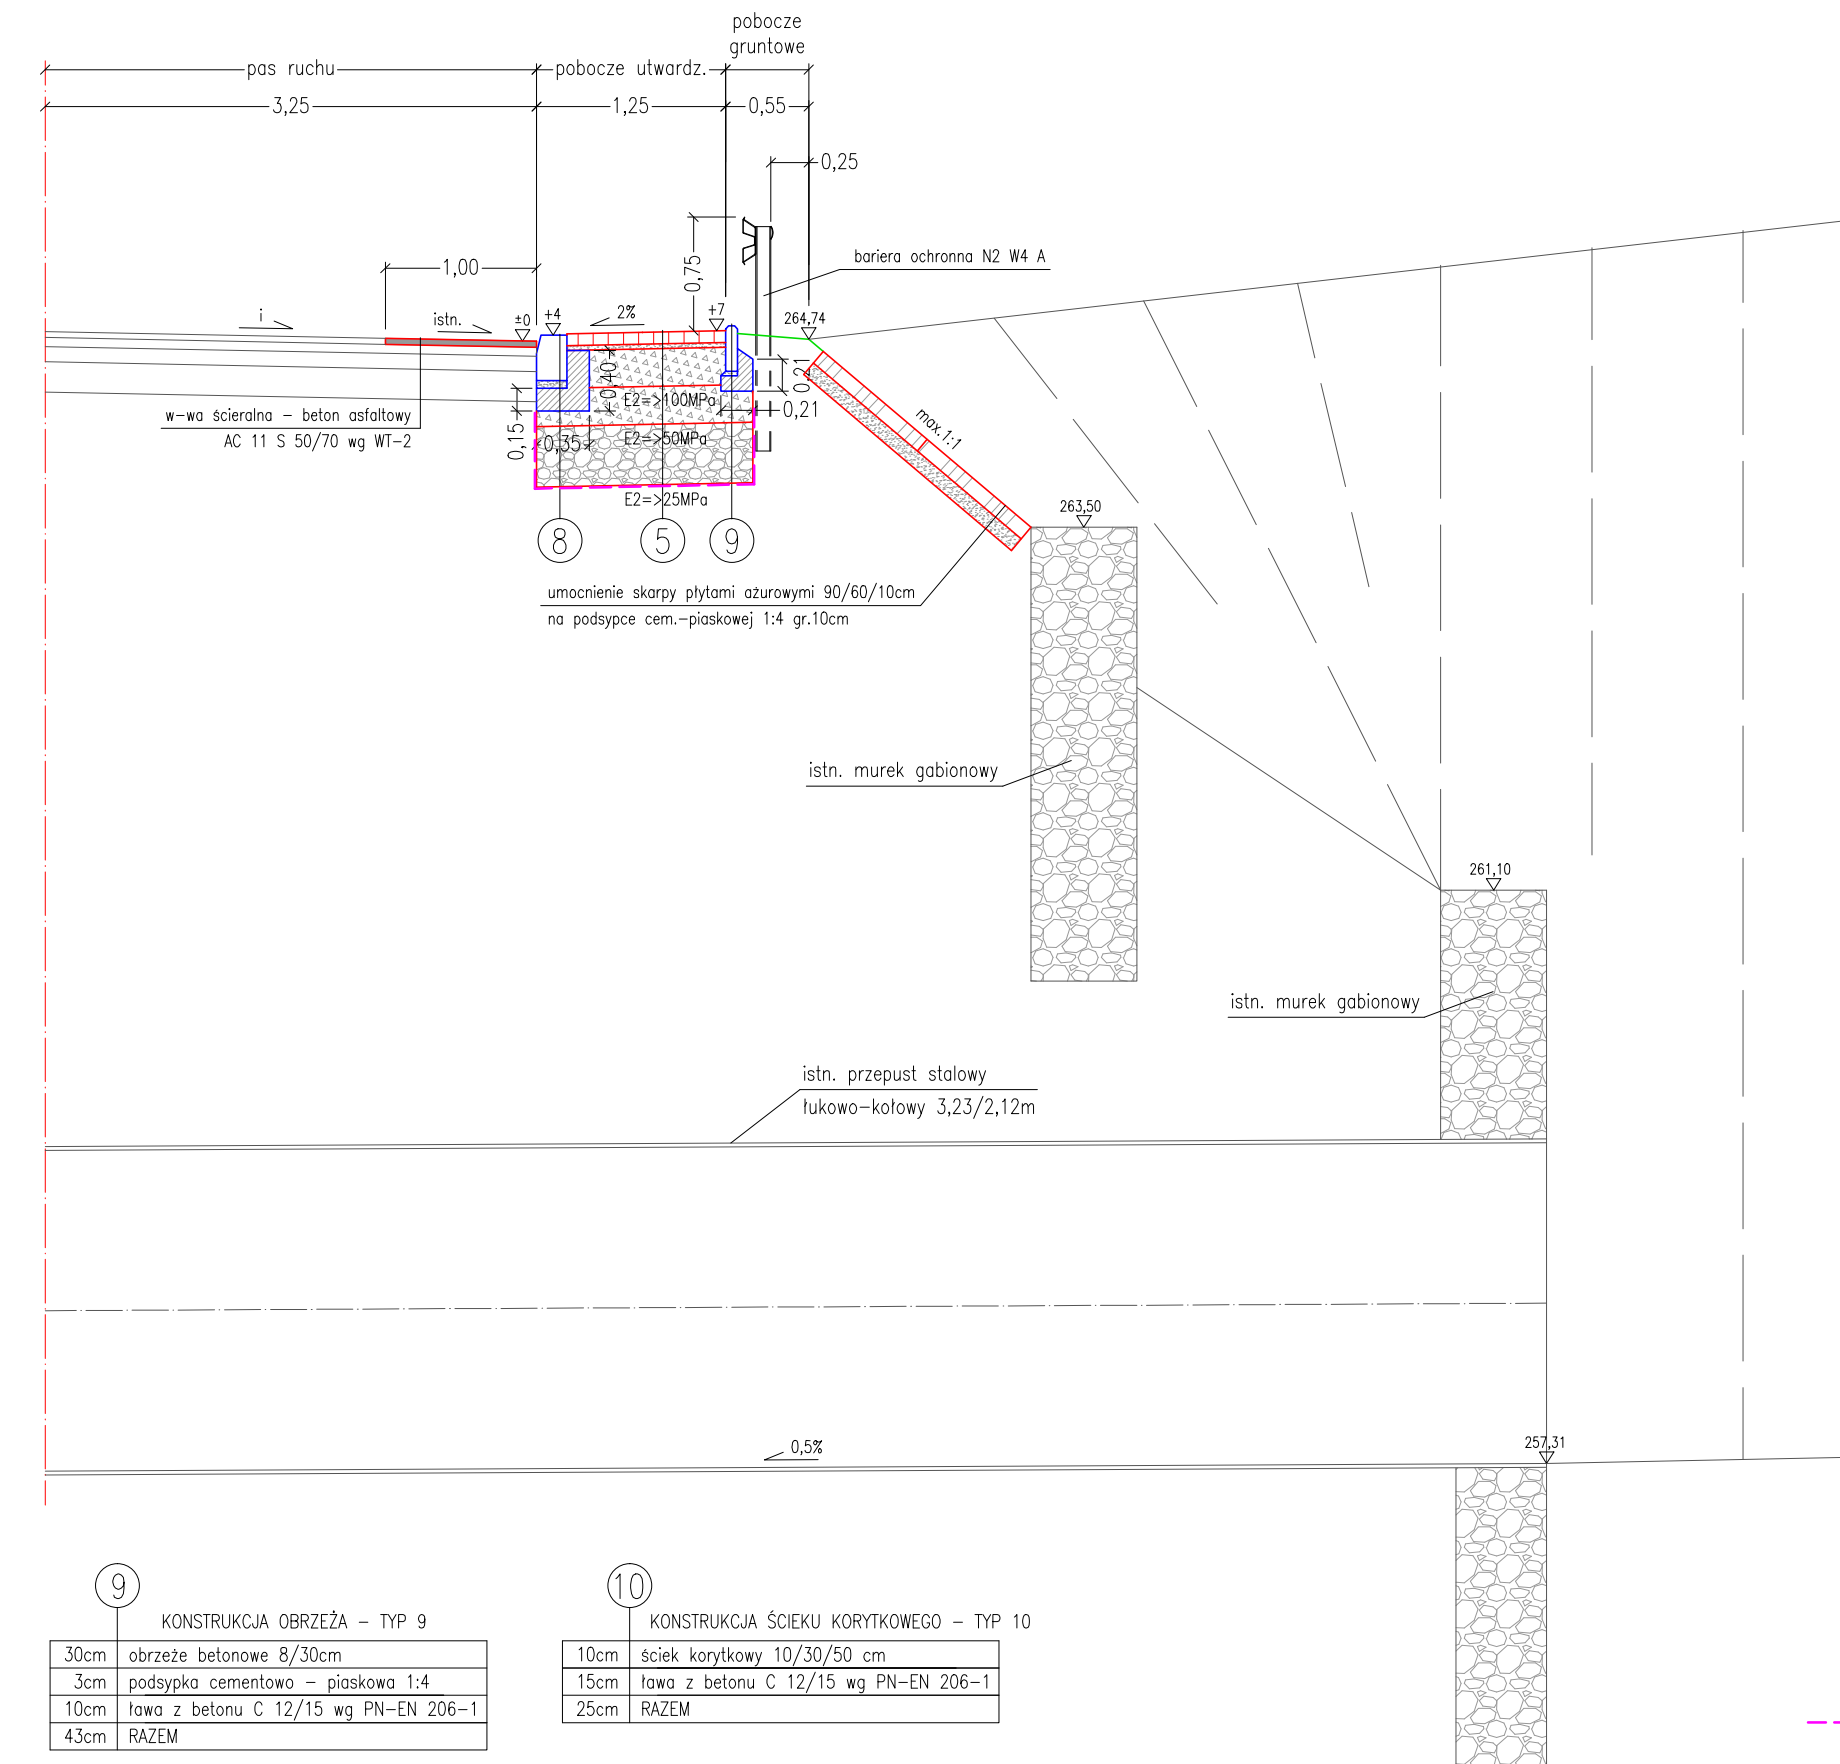 pobocze
gruntowe
pas ruchu
pobocze utwardz.
3,25
1,25
0,55
0,25
0,75
bariera ochronna N2 W4 A
1,00
i
istn.
±0
+4
2%
+7
264,74
0,40
0,21
E2=>100MPa
0,21
w-wa ścieralna - beton asfaltowy
AC 11 S 50/70 wg WT-2
0,15
0,35
E2=>50MPa
max.1:1
E2=>25MPa
263,50
8
5
9
umocnienie skarpy płytami ażurowymi 90/60/10cm
na podsypce cem.-piaskowej 1:4 gr.10cm
istn. murek gabionowy
261,10
istn. murek gabionowy
istn. przepust stalowy
łukowo-kołowy 3,23/2,12m
0,5%
257,31
9
KONSTRUKCJA OBRZEŻA - TYP 9
30cm obrzeże betonowe 8/30cm
3cm podsypka cementowo - piaskowa 1:4
10cm ława z betonu C 12/15 wg PN-EN 206-1
43cm RAZEM
10
KONSTRUKCJA ŚCIEKU KORYTKOWEGO - TYP 10
10cm ściek korytkowy 10/30/50 cm
15cm ława z betonu C 12/15 wg PN-EN 206-1
25cm RAZEM